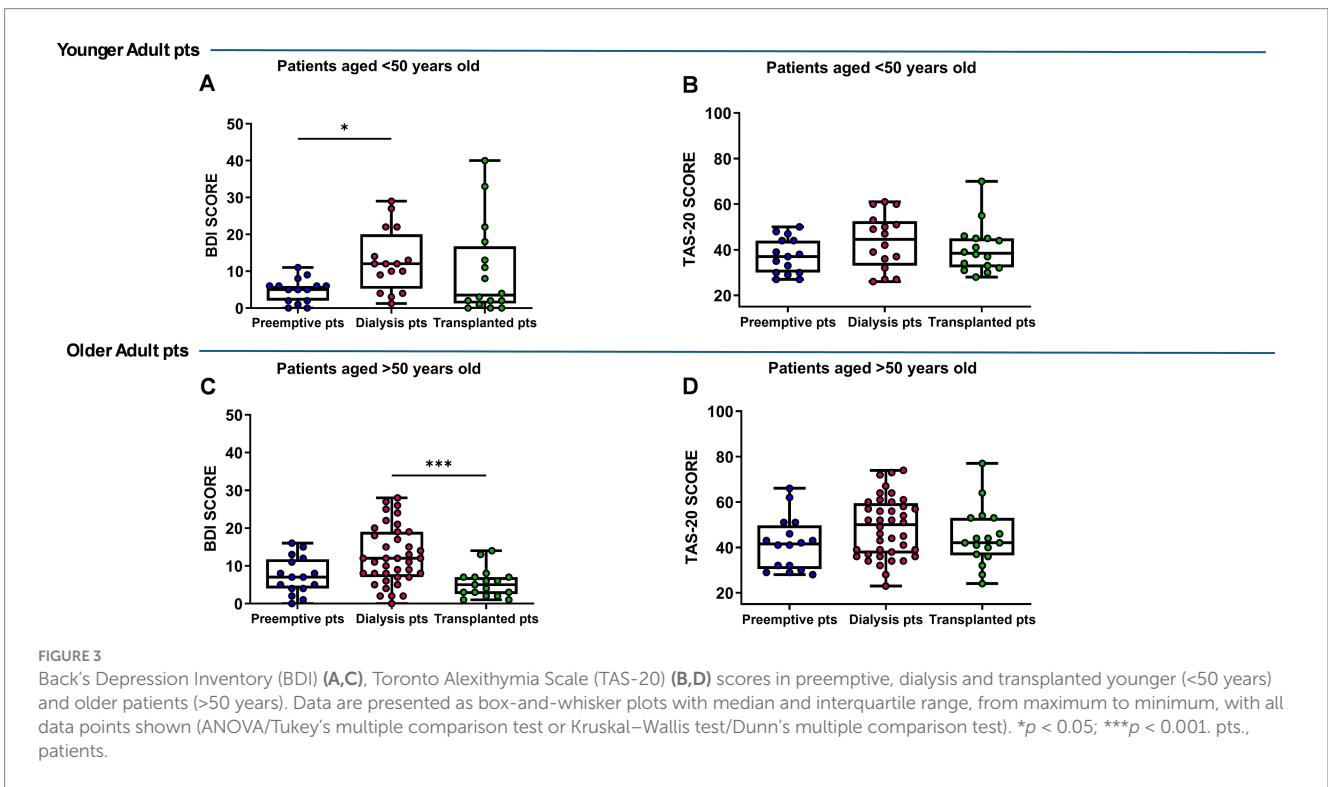 Younger Adult pts
Patients aged <50 years old
Patients aged <50 years old
A
B
50
40
30
20
10
0
BDI SCORE
*
Preemptive pts
Dialysis pts
Transplanted pts
100
80
60
40
20
TAS-20 SCORE
Preemptive pts
Dialysis pts
Transplanted pts
Older Adult pts
Patients aged >50 years old
Patients aged >50 years old
C
D
50
40
30
20
10
0
BDI SCORE
***
Preemptive pts
Dialysis pts
Transplanted pts
100
80
60
40
20
TAS-20 SCORE
Preemptive pts
Dialysis pts
Transplanted pts
FIGURE 3
Back's Depression Inventory (BDI) (A,C), Toronto Alexithymia Scale (TAS-20) (B,D) scores in preemptive, dialysis and transplanted younger (<50 years)
and older patients (>50 years). Data are presented as box-and-whisker plots with median and interquartile range, from maximum to minimum, with all
data points shown (ANOVA/Tukey's multiple comparison test or Kruskal–Wallis test/Dunn's multiple comparison test). *p < 0.05; ***p < 0.001. pts.,
patients.